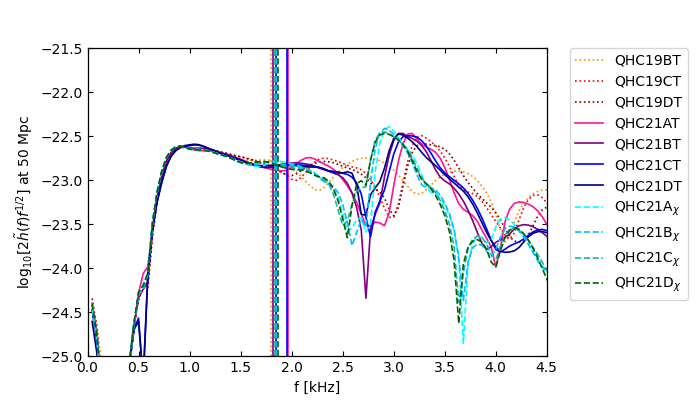 −21.5
−22.0
−22.5
−23.0
−23.5
−24.0
−24.5
−25.0
log₁₀[2h̃(f)f^{1/2}] at 50 Mpc
0.0 0.5 1.0 1.5 2.0 2.5 3.0 3.5 4.0 4.5
f [kHz]
QHC19BT
QHC19CT
QHC19DT
QHC21AT
QHC21BT
QHC21CT
QHC21DT
QHC21Aχ
QHC21Bχ
QHC21Cχ
QHC21Dχ